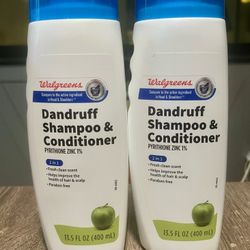 Walgreens
Compare to the active ingredient
in Head & Shoulders
Dandruff
Shampoo &
Conditioner
PYRITHIONE ZINC 1%
2 in 1
• Fresh clean scent
• Helps improve the
health of hair & scalp
• Paraben free
13.5 FL OZ (400 mL)
Walgreens
Compare to the active ingredient
in Head & Shoulders
Dandruff
Shampoo &
Conditioner
PYRITHIONE ZINC 1%
2 in 1
• Fresh clean scent
• Helps improve the
health of hair & scalp
• Paraben free
13.5 FL OZ (400 mL)